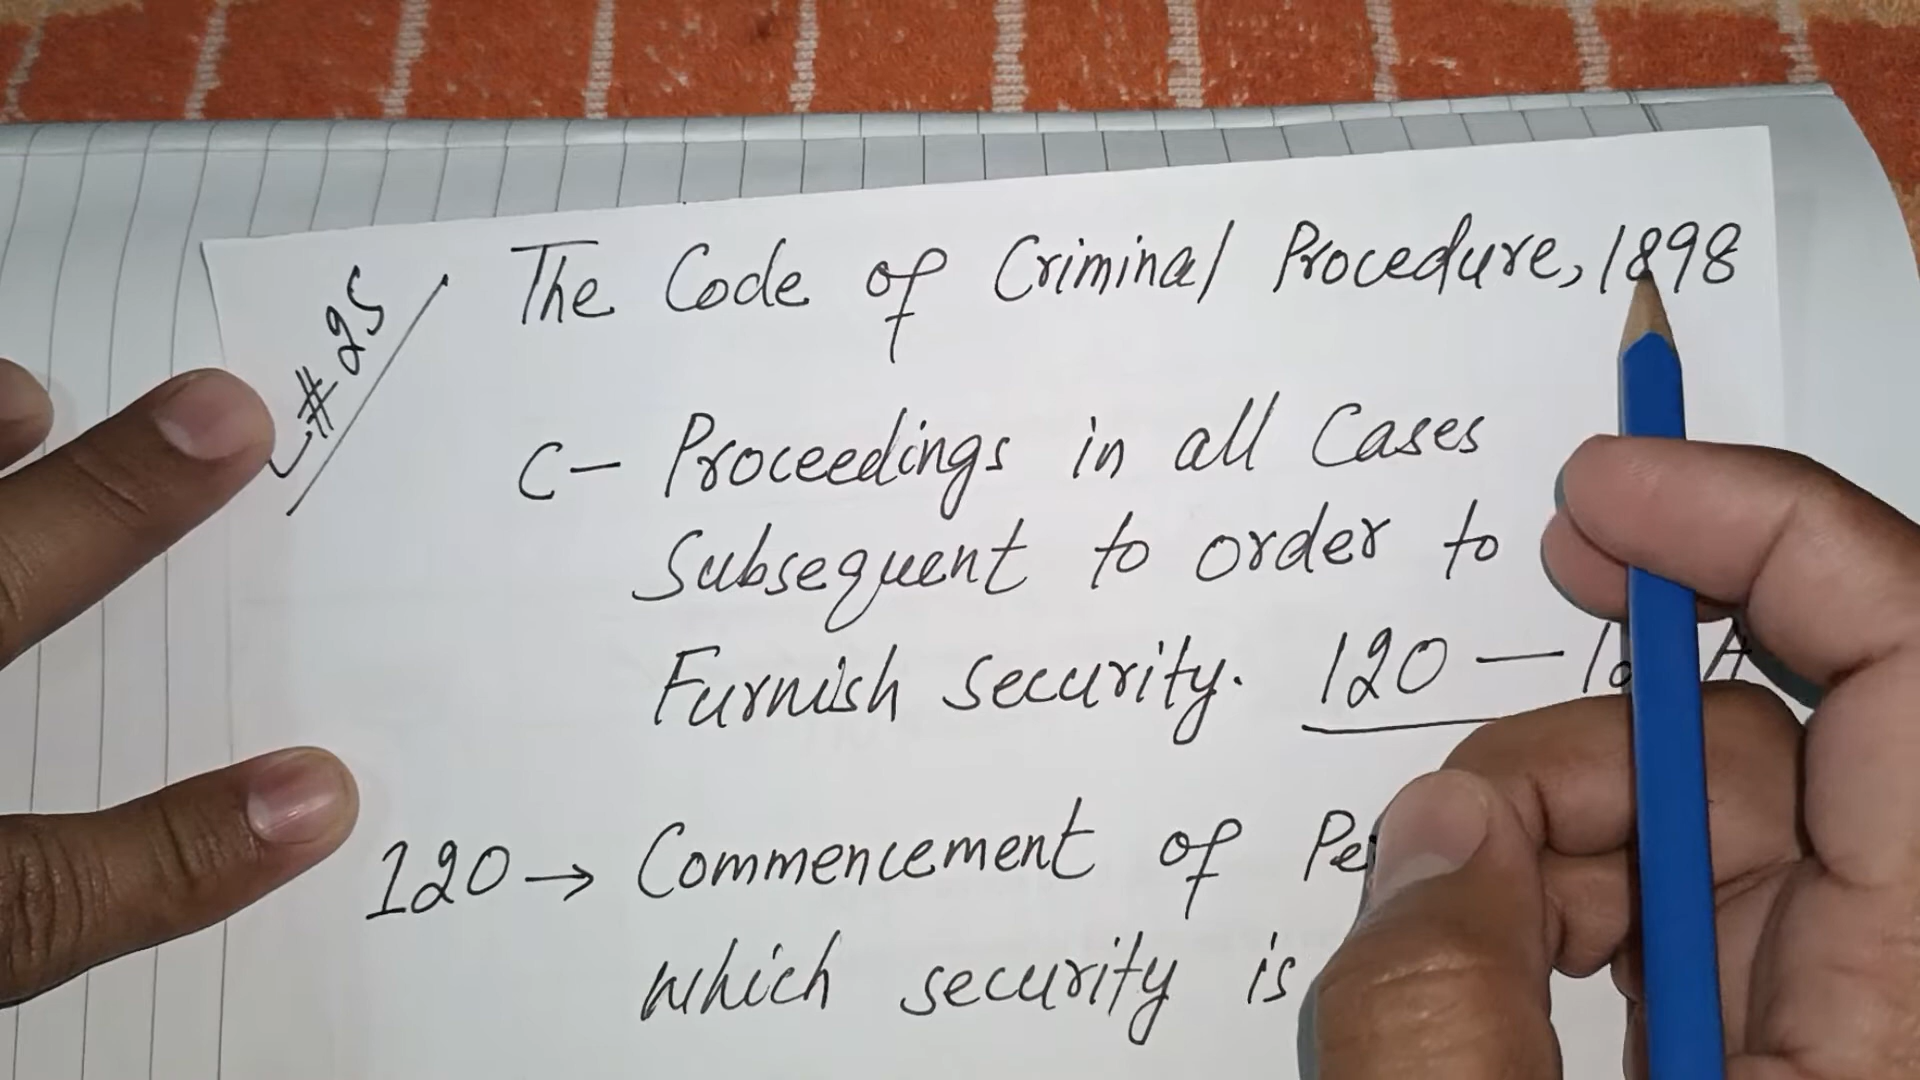 L#25
The Code of Criminal Procedure, 1898
C- Proceedings in all Cases
Subsequent to order to
Furnish security. 120 —
120 → Commencement of
which security is